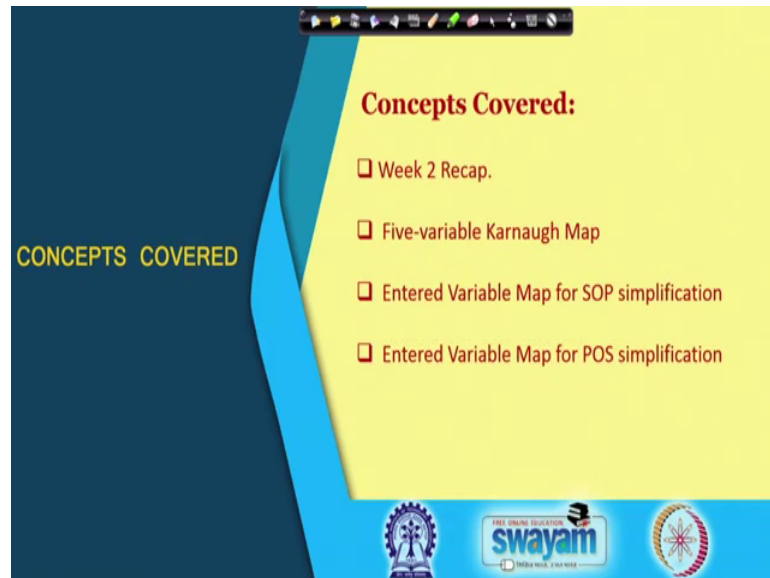 Concepts Covered:
Week 2 Recap.
Five-variable Karnaugh Map
CONCEPTS COVERED
Entered Variable Map for SOP simplification
Entered Variable Map for POS simplification
FREE ONLINE EDUCATION
swayam